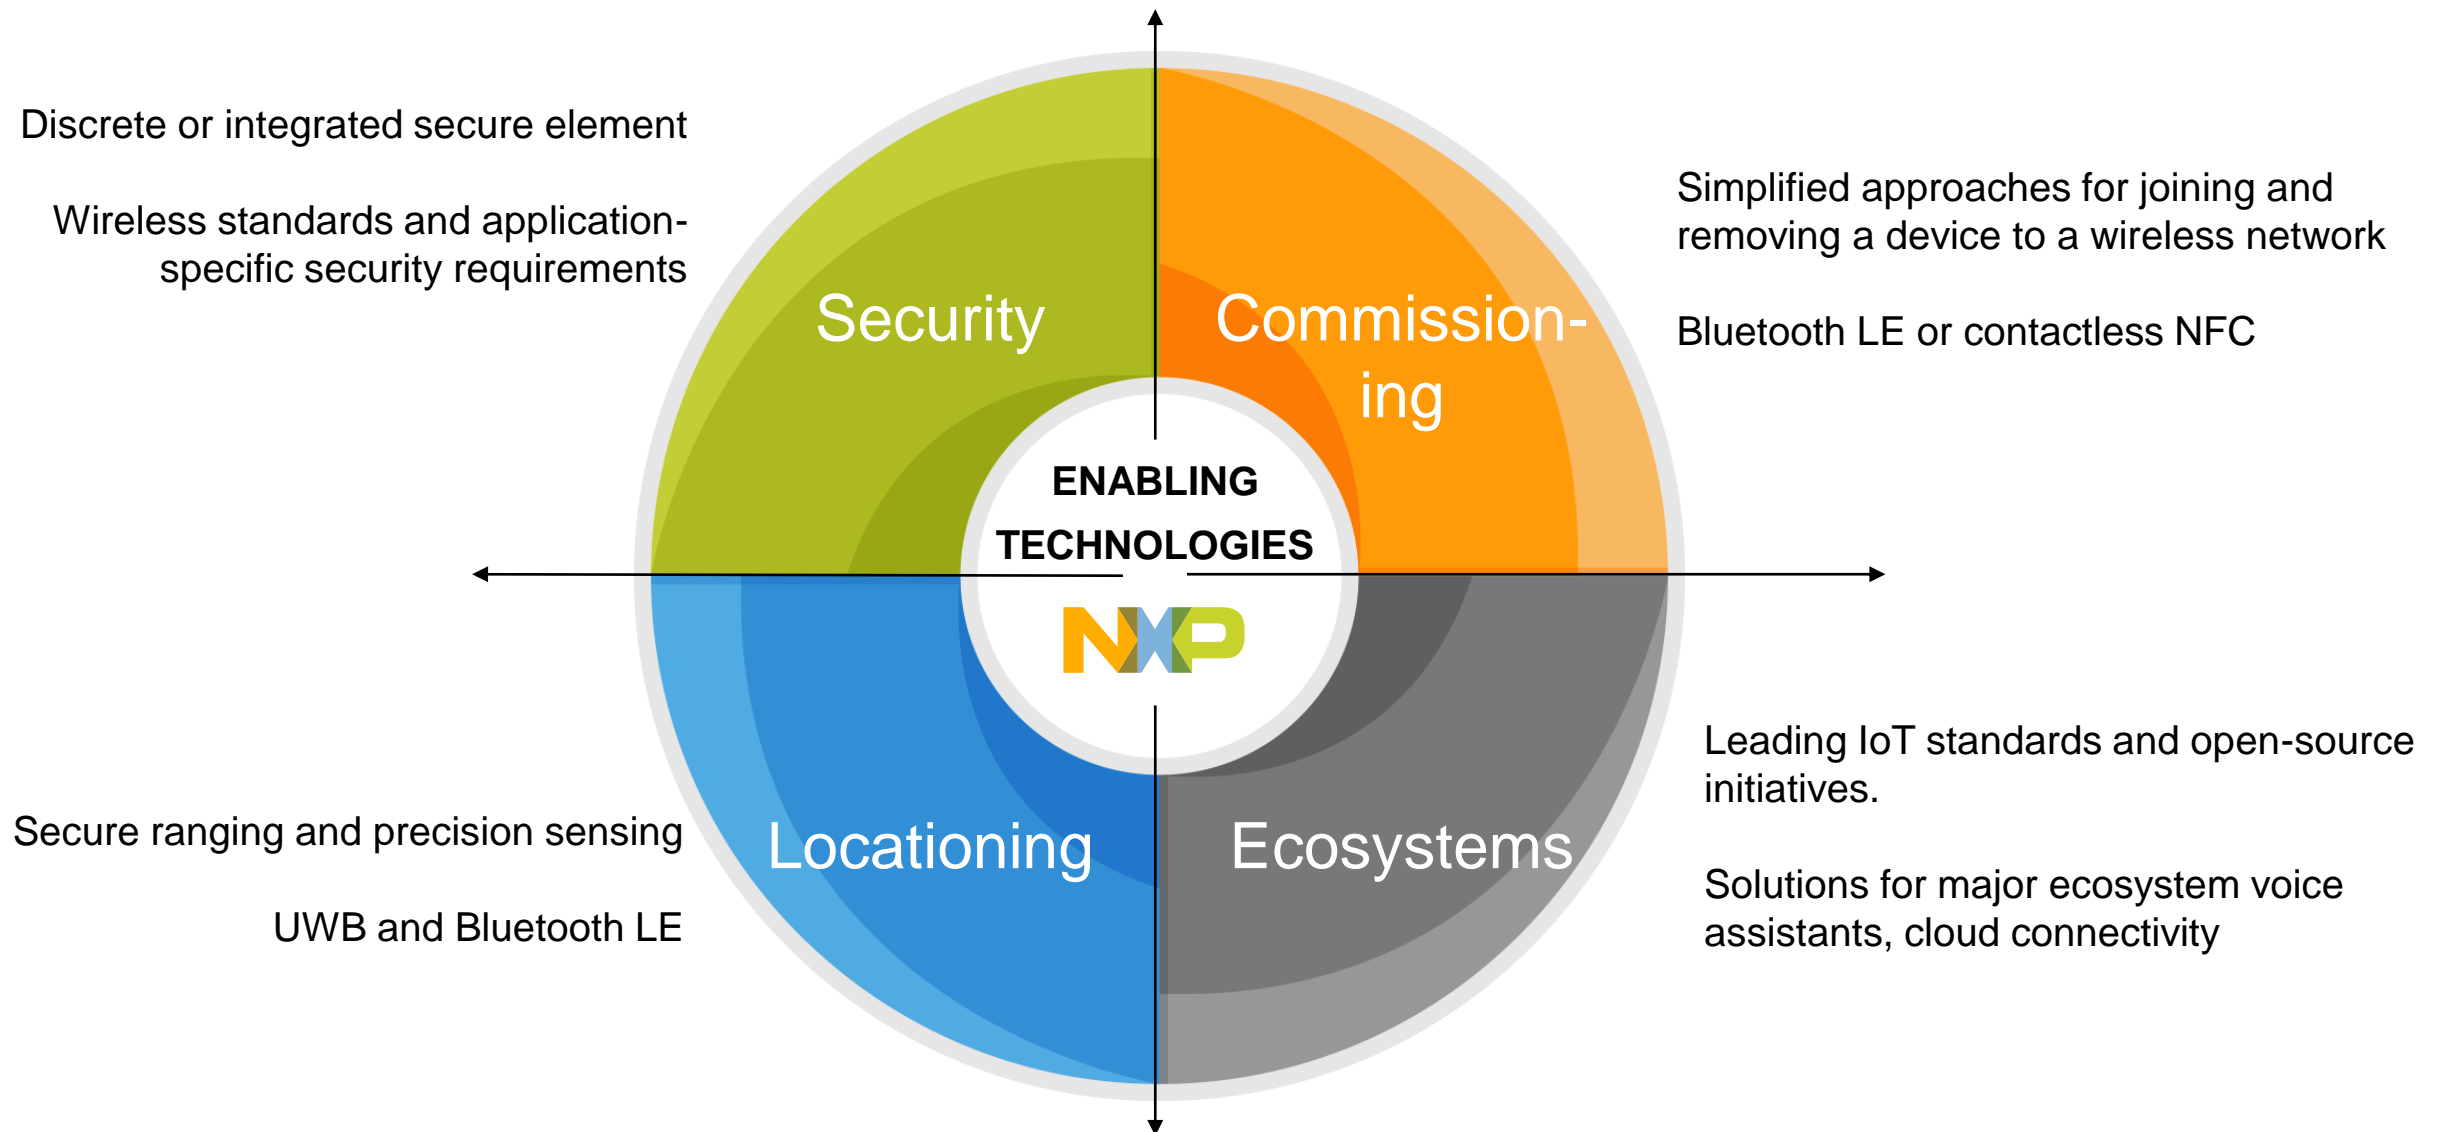 Discrete or integrated secure element
Wireless standards and application-
specific security requirements
Security
Commission-
ing
Simplified approaches for joining and
removing a device to a wireless network
Bluetooth LE or contactless NFC
ENABLING
TECHNOLOGIES
NXP
Secure ranging and precision sensing
UWB and Bluetooth LE
Locationing
Ecosystems
Leading IoT standards and open-source
initiatives.
Solutions for major ecosystem voice
assistants, cloud connectivity